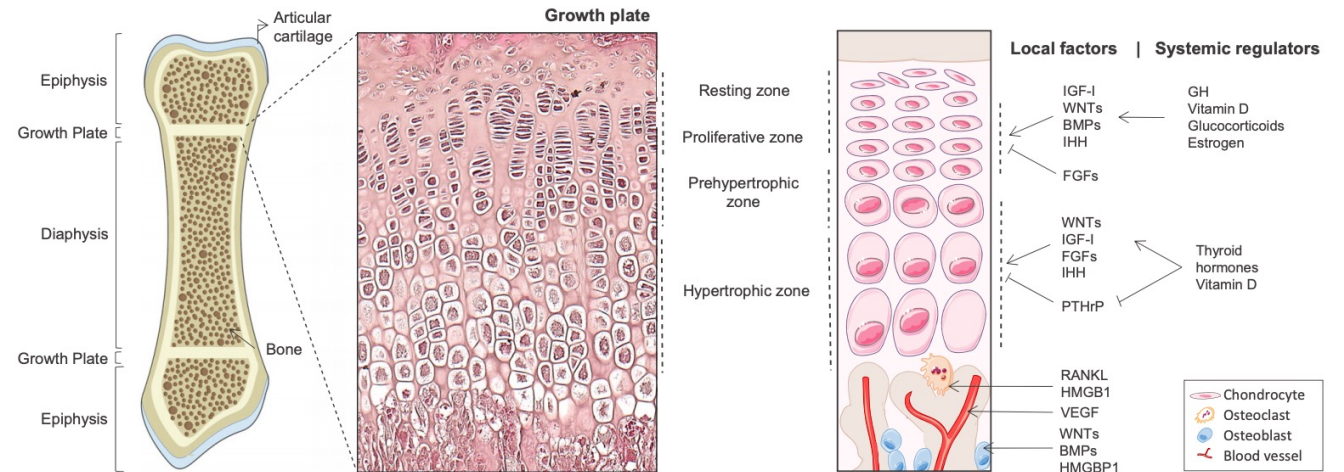 Growth plate
Articular
cartilage
Epiphysis
Growth Plate
Diaphysis
Bone
Growth Plate
Epiphysis
Resting zone
Proliferative zone
Prehypertrophic
zone
Hypertrophic zone
Local factors | Systemic regulators
IGF-I
WNTs
BMPs
IHH
FGFs
GH
Vitamin D
Glucocorticoids
Estrogen
WNTs
IGF-I
FGFs
IHH
PTHrP
Thyroid
hormones
Vitamin D
RANKL
HMGB1
VEGF
WNTs
BMPs
HMGBP1
Chondrocyte
Osteoclast
Osteoblast
Blood vessel